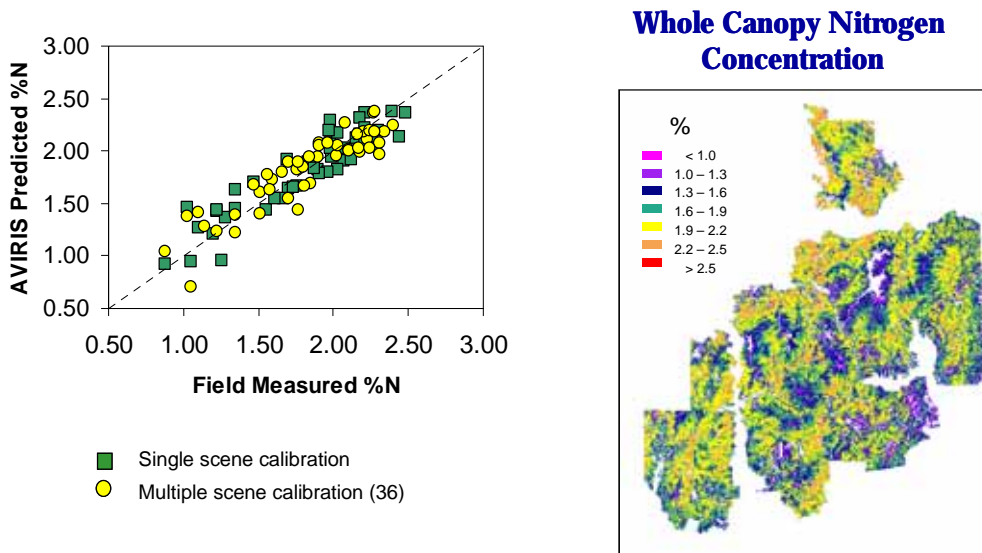 AVIRIS Predicted %N
3.00
2.50
2.00
1.50
1.00
0.50
0.50 1.00 1.50 2.00 2.50 3.00
Field Measured %N
Single scene calibration
Multiple scene calibration (36)
Whole Canopy Nitrogen
Concentration
%
< 1.0
1.0 – 1.3
1.3 – 1.6
1.6 – 1.9
1.9 – 2.2
2.2 – 2.5
> 2.5